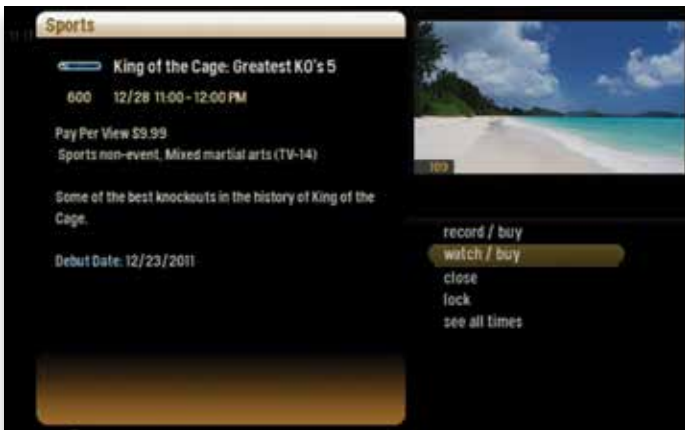 Sports
King of the Cage: Greatest KO's 5
600 12/28 11:00 - 12:00 PM
Pay Per View $9.99
Sports non-event, Mixed martial arts (TV-14)
Some of the best knockouts in the history of King of the
Cage.
Debut Date: 12/23/2011
109
record / buy
watch / buy
close
lock
see all times